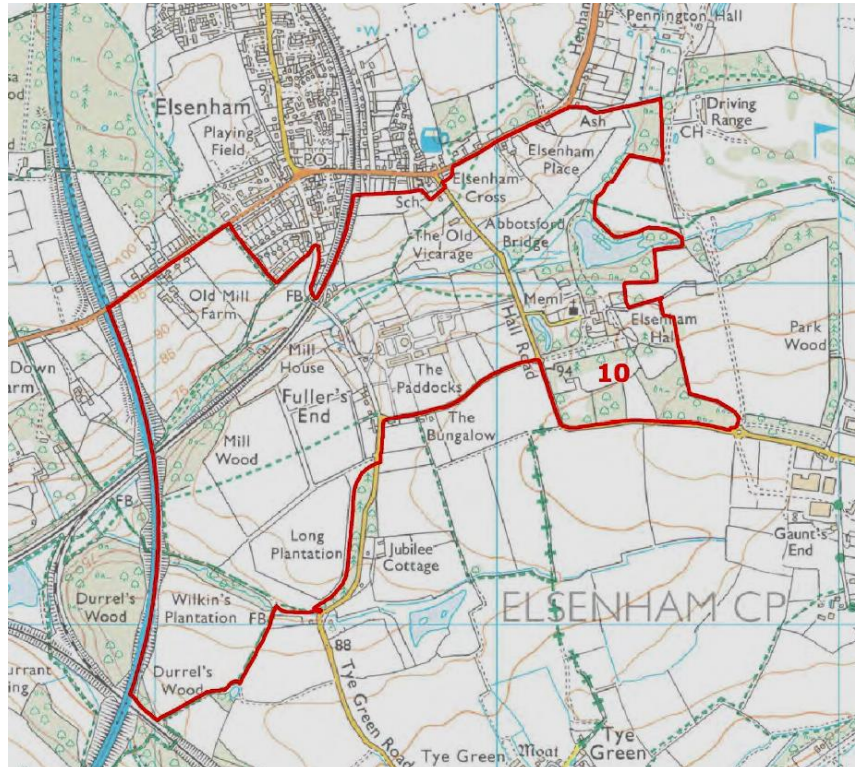 Pennington Hall
W
Henham
Elsenham
Playing
Field
PO
Ash
Driving
Range
CH
Elsenham
Place
Elsenham
Cross
Sch
Abbotsford
Bridge
The Old
Vicarage
100
95
90
85
75
Old Mill
Farm
FB
Meml
Hall Road
Elsenham
Hall
Park
Wood
Down
Mill
House
The
Paddocks
94
10
Fuller's
End
The
Bungalow
Mill
Wood
FB
Long
Plantation
Jubilee
Cottage
Gaunt's
End
Durrel's
Wood
Wilkin's
Plantation
FB
ELSENHAM CP
88
Durrel's
Wood
Tye Green Road
Tye Green
Moat
Tye
Green